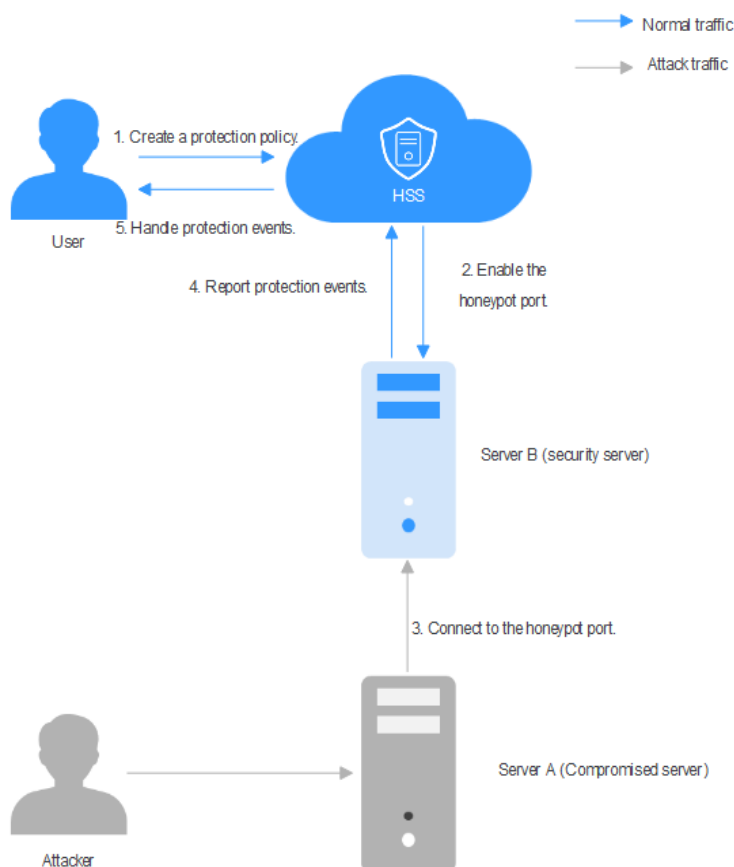 Normal traffic
Attack traffic
1. Create a protection policy.
HSS
5. Handle protection events.
User
2. Enable the
honeypot port.
4. Report protection events.
Server B (security server)
3. Connect to the honeypot port.
Server A (Compromised server)
Attacker